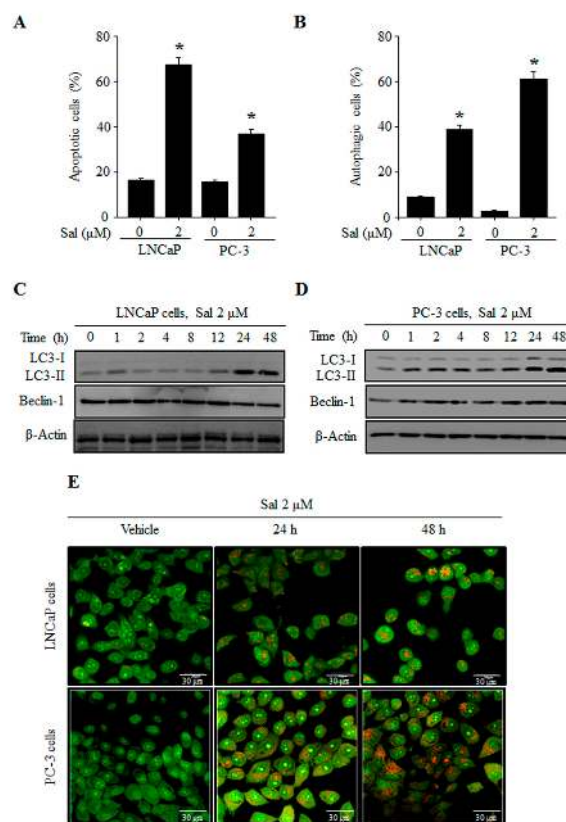 A
B
80
60
40
20
0
Apoptotic cells (%)
*
*
Sal (µM)
0
2
0
2
LNCaP
PC-3
80
60
40
20
0
Autophagic cells (%)
*
*
0
2
0
2
LNCaP
PC-3
C
LNCaP cells, Sal 2 µM
Time (h) 0 1 2 4 8 12 24 48
LC3-I
LC3-II
Beclin-1
β-Actin
D
PC-3 cells, Sal 2 µM
Time (h) 0 1 2 4 8 12 24 48
LC3-I
LC3-II
Beclin-1
β-Actin
E
Sal 2 µM
Vehicle 24 h 48 h
LNCaP cells
30 µm 30 µm 30 µm
PC-3 cells
30 µm 30 µm 30 µm